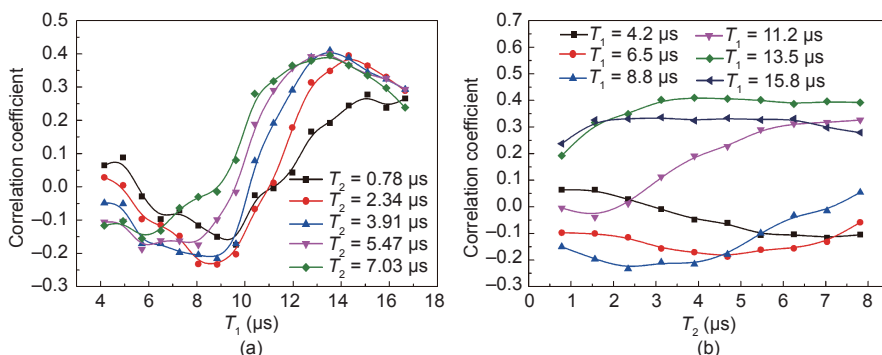 0.5
0.4
0.3
0.2
0.1
0.0
–0.1
–0.2
–0.3
Correlation coefficient
T₂ = 0.78 µs
T₂ = 2.34 µs
T₂ = 3.91 µs
T₂ = 5.47 µs
T₂ = 7.03 µs
4 6 8 10 12 14 16 18
T₁ (µs)
(a)
0.7
0.6
0.5
0.4
0.3
0.2
0.1
0.0
–0.1
–0.2
–0.3
Correlation coefficient
T₁ = 4.2 µs
T₁ = 6.5 µs
T₁ = 8.8 µs
T₁ = 11.2 µs
T₁ = 13.5 µs
T₁ = 15.8 µs
0 1 2 3 4 5 6 7 8
T₂ (µs)
(b)